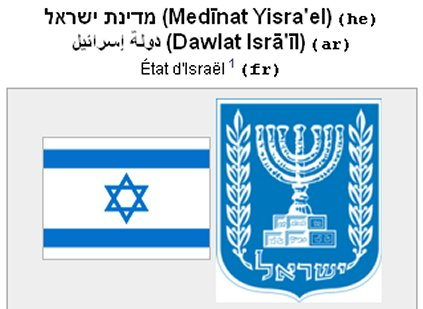 מדינת ישראל (Medīnat Yisra'el) (he)
دولة إسرائيل (Dawlat Isrā'īl) (ar)
État d'Israël 1 (fr)
ישראל